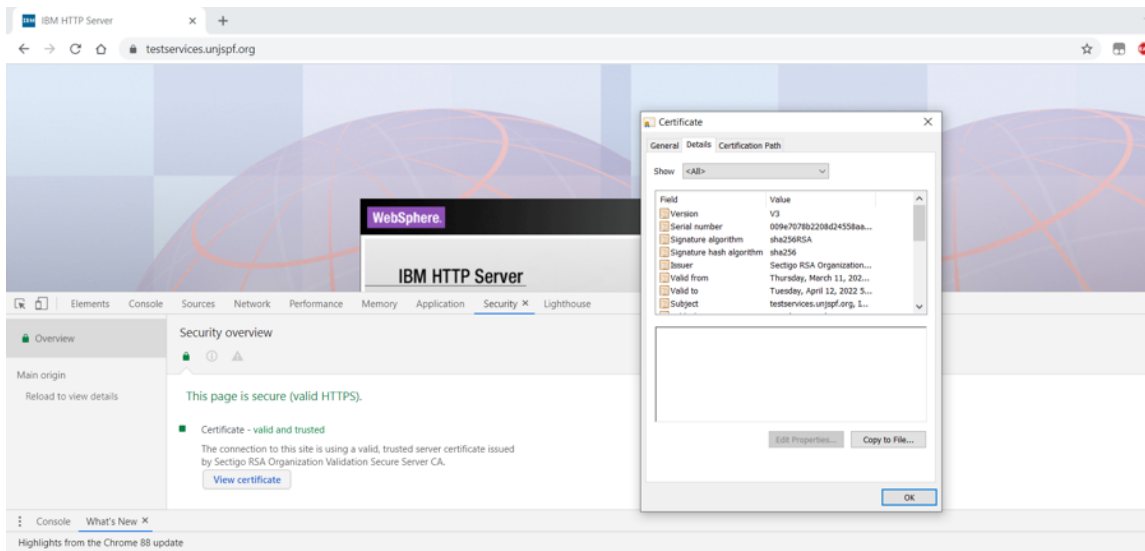 IBM HTTP Server
testservices.unjspf.org
WebSphere.
IBM HTTP Server
Certificate
General Details Certification Path
Show <All>
Field Value
Version V3
Serial number 009e7078b2208d24558aa...
Signature algorithm sha256RSA
Signature hash algorithm sha256
Issuer Sectigo RSA Organization...
Valid from Thursday, March 11, 202...
Valid to Tuesday, April 12, 2022 5...
Subject testservices.unjspf.org, I...
Edit Properties... Copy to File...
OK
Elements Console Sources Network Performance Memory Application Security Lighthouse
Overview
Main origin
Reload to view details
Security overview
This page is secure (valid HTTPS).
Certificate - valid and trusted
The connection to this site is using a valid, trusted server certificate issued
by Sectigo RSA Organization Validation Secure Server CA.
View certificate
Console What's New
Highlights from the Chrome 88 update